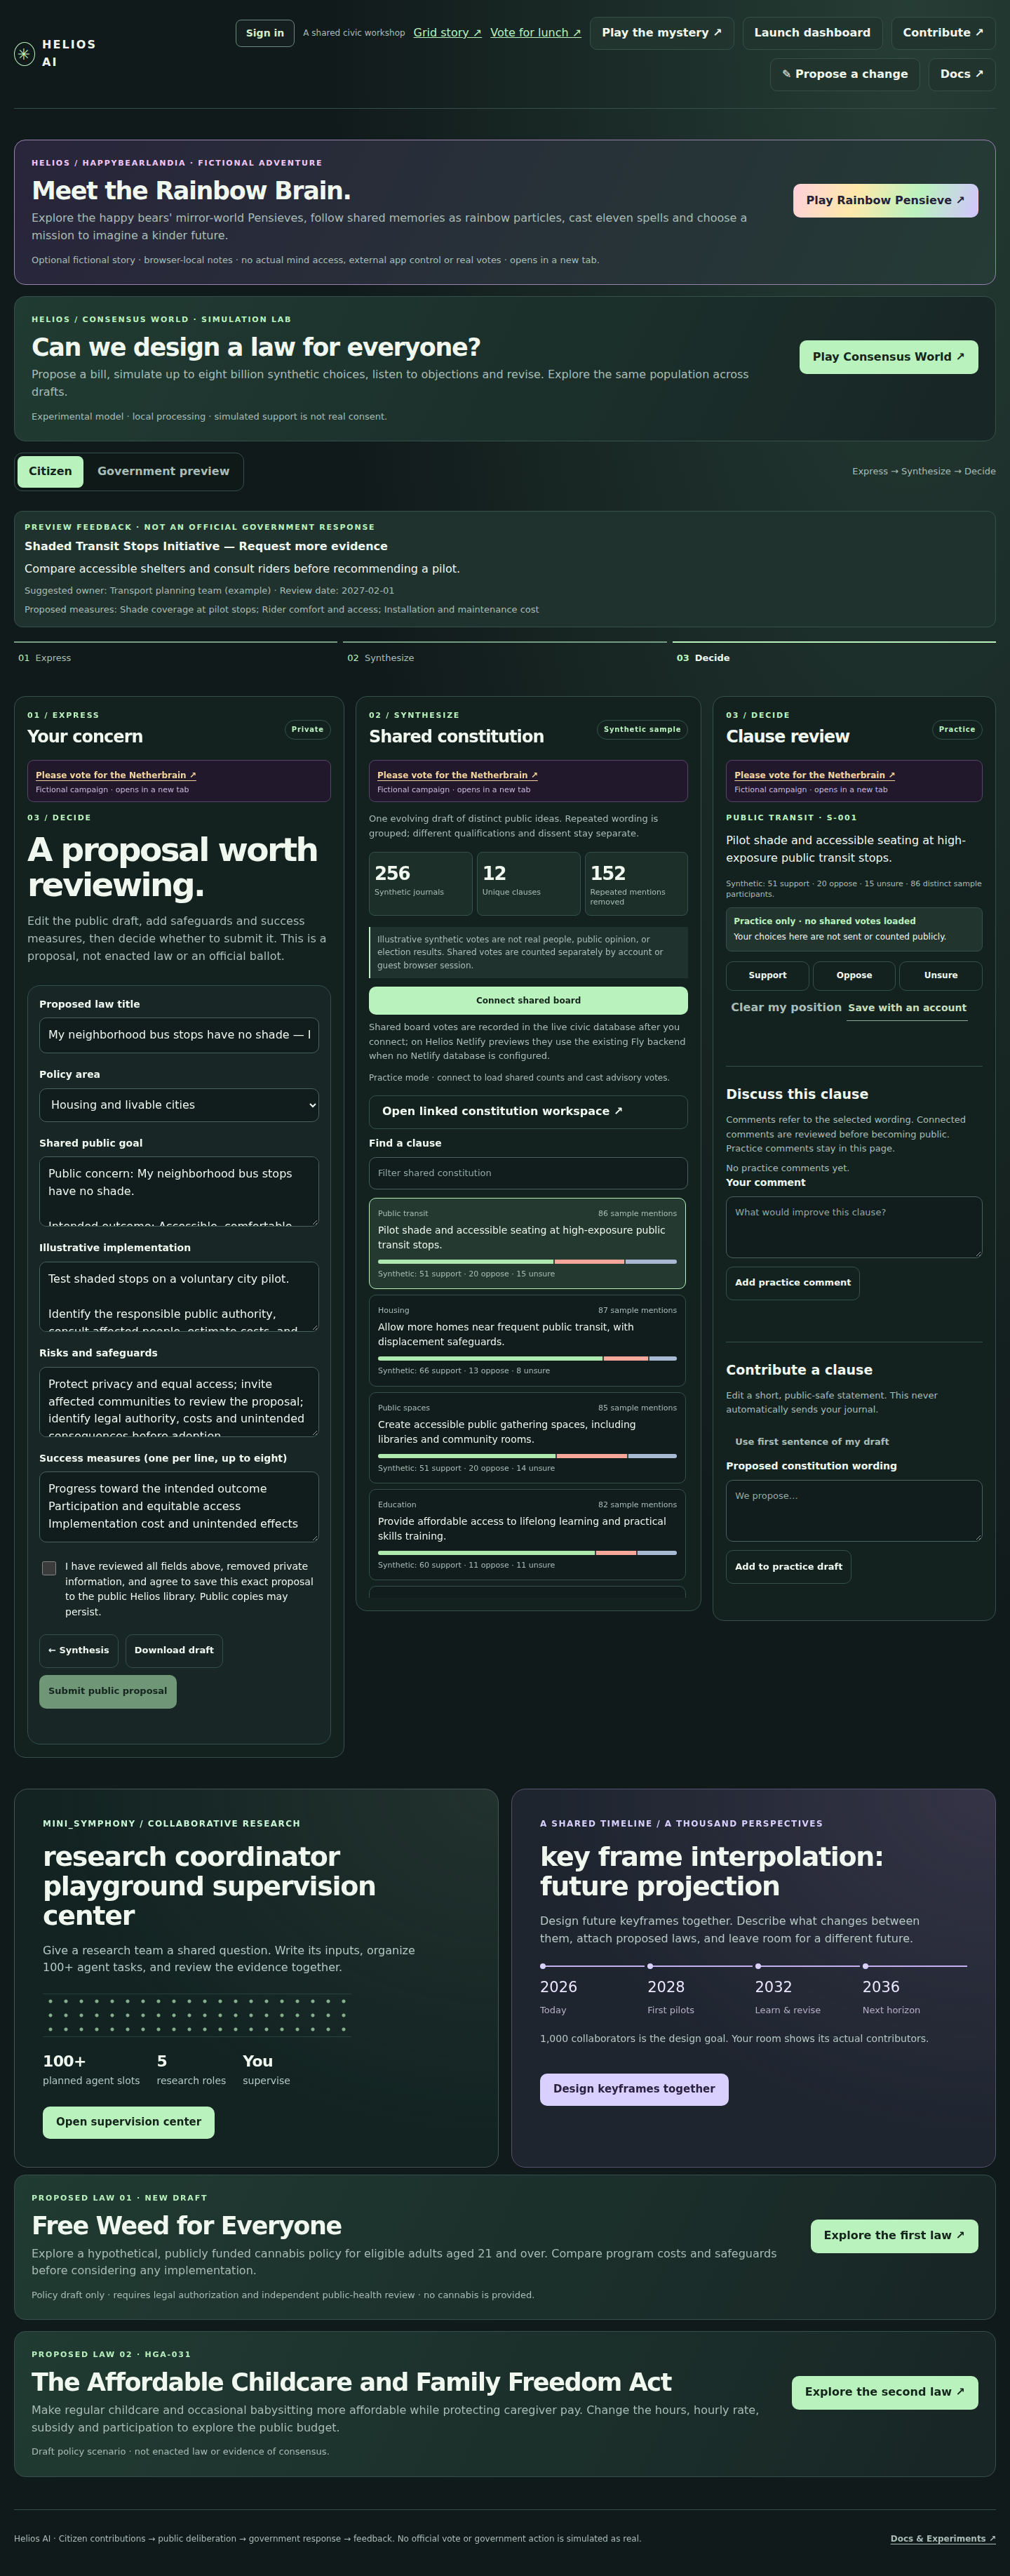 HELIOS
AI
Sign in
A shared civic workshop
Grid story ↗
Vote for lunch ↗
Play the mystery ↗
Launch dashboard
Contribute ↗
✎ Propose a change
Docs ↗
HELIOS / HAPPYBEARLANDIA · FICTIONAL ADVENTURE
Meet the Rainbow Brain.
Explore the happy bears' mirror-world Pensieves, follow shared memories as rainbow particles, cast eleven spells and choose a
mission to imagine a kinder future.
Optional fictional story · browser-local notes · no actual mind access, external app control or real votes · opens in a new tab.
Play Rainbow Pensieve ↗
HELIOS / CONSENSUS WORLD · SIMULATION LAB
Can we design a law for everyone?
Propose a bill, simulate up to eight billion synthetic choices, listen to objections and revise. Explore the same population across
drafts.
Experimental model · local processing · simulated support is not real consent.
Play Consensus World ↗
Citizen
Government preview
Express → Synthesize → Decide
PREVIEW FEEDBACK · NOT AN OFFICIAL GOVERNMENT RESPONSE
Shaded Transit Stops Initiative — Request more evidence
Compare accessible shelters and consult riders before recommending a pilot.
Suggested owner: Transport planning team (example) · Review date: 2027-02-01
Proposed measures: Shade coverage at pilot stops; Rider comfort and access; Installation and maintenance cost
01 Express
02 Synthesize
03 Decide
01 / EXPRESS
Your concern
Private
Please vote for the Netherbrain ↗
Fictional campaign · opens in a new tab
03 / DECIDE
A proposal worth
reviewing.
Edit the public draft, add safeguards and success
measures, then decide whether to submit it. This is a
proposal, not enacted law or an official ballot.
Proposed law title
My neighborhood bus stops have no shade — I
Policy area
Housing and livable cities
Shared public goal
Public concern: My neighborhood bus stops
have no shade.
Intended outcome: Accessible, comfortable
Illustrative implementation
Test shaded stops on a voluntary city pilot.
Identify the responsible public authority,
consult affected people, estimate costs, and
Risks and safeguards
Protect privacy and equal access; invite
affected communities to review the proposal;
identify legal authority, costs and unintended
consequences before adoption.
Success measures (one per line, up to eight)
Progress toward the intended outcome
Participation and equitable access
Implementation cost and unintended effects
I have reviewed all fields above, removed private
information, and agree to save this exact proposal
to the public Helios library. Public copies may
persist.
← Synthesis
Download draft
Submit public proposal
02 / SYNTHESIZE
Shared constitution
Synthetic sample
Please vote for the Netherbrain ↗
Fictional campaign · opens in a new tab
One evolving draft of distinct public ideas. Repeated wording is
grouped; different qualifications and dissent stay separate.
256
Synthetic journals
12
Unique clauses
152
Repeated mentions
removed
Illustrative synthetic votes are not real people, public opinion, or
election results. Shared browser votes are counted separately by account or
guest browser session.
Connect shared board
Shared board votes are recorded in the live civic database after you
connect; on Helios Netlify previews they use the existing Fly backend
when no Netlify database is configured.
Practice mode · connect to load shared counts and cast advisory votes.
Open linked constitution workspace ↗
Find a clause
Filter shared constitution
Public transit
86 sample mentions
Pilot shade and accessible seating at high-exposure public
transit stops.
Synthetic: 51 support · 20 oppose · 15 unsure
Housing
87 sample mentions
Allow more homes near frequent public transit, with
displacement safeguards.
Synthetic: 66 support · 13 oppose · 8 unsure
Public spaces
85 sample mentions
Create accessible public gathering spaces, including
libraries and community rooms.
Synthetic: 51 support · 20 oppose · 14 unsure
Education
82 sample mentions
Provide affordable access to lifelong learning and practical
skills training.
Synthetic: 60 support · 11 oppose · 11 unsure
03 / DECIDE
Clause review
Practice
Please vote for the Netherbrain ↗
Fictional campaign · opens in a new tab
PUBLIC TRANSIT · S-001
Pilot shade and accessible seating at high-
exposure public transit stops.
Synthetic: 51 support · 20 oppose · 15 unsure · 86 distinct sample
participants.
Practice only · no shared votes loaded
Your choices here are not sent or counted publicly.
Support
Oppose
Unsure
Clear my position
Save with an account
Discuss this clause
Comments refer to the selected wording. Connected
comments are reviewed before becoming public.
Practice comments stay in this page.
No practice comments yet.
Your comment
What would improve this clause?
Add practice comment
Contribute a clause
Edit a short, public-safe statement. This never
automatically sends your journal.
Use first sentence of my draft
Proposed constitution wording
We propose...
Add to practice draft
MINI_SYMPHONY / COLLABORATIVE RESEARCH
research coordinator
playground supervision
center
Give a research team a shared question. Write its inputs, organize
100+ agent tasks, and review the evidence together.
100+
planned agent slots
5
research roles
You
supervise
Open supervision center
A SHARED TIMELINE / A THOUSAND PERSPECTIVES
key frame interpolation:
future projection
Design future keyframes together. Describe what changes between
them, attach proposed laws, and leave room for a different future.
2026
Today
2028
First pilots
2032
Learn & revise
2036
Next horizon
1,000 collaborators is the design goal. Your room shows its actual contributors.
Design keyframes together
PROPOSED LAW 01 · NEW DRAFT
Free Weed for Everyone
Explore a hypothetical, publicly funded cannabis policy for eligible adults aged 21 and over. Compare program costs and safeguards
before considering any implementation.
Policy draft only · requires legal authorization and independent public-health review · no cannabis is provided.
Explore the first law ↗
PROPOSED LAW 02 · HGA-031
The Affordable Childcare and Family Freedom Act
Make regular childcare and occasional babysitting more affordable while protecting caregiver pay. Change the hours, hourly rate,
subsidy and participation to explore the public budget.
Draft policy scenario · not enacted law or evidence of consensus.
Explore the second law ↗
Helios AI · Citizen contributions → public deliberation → government response → feedback. No official vote or government action is simulated as real.
Docs & Experiments ↗